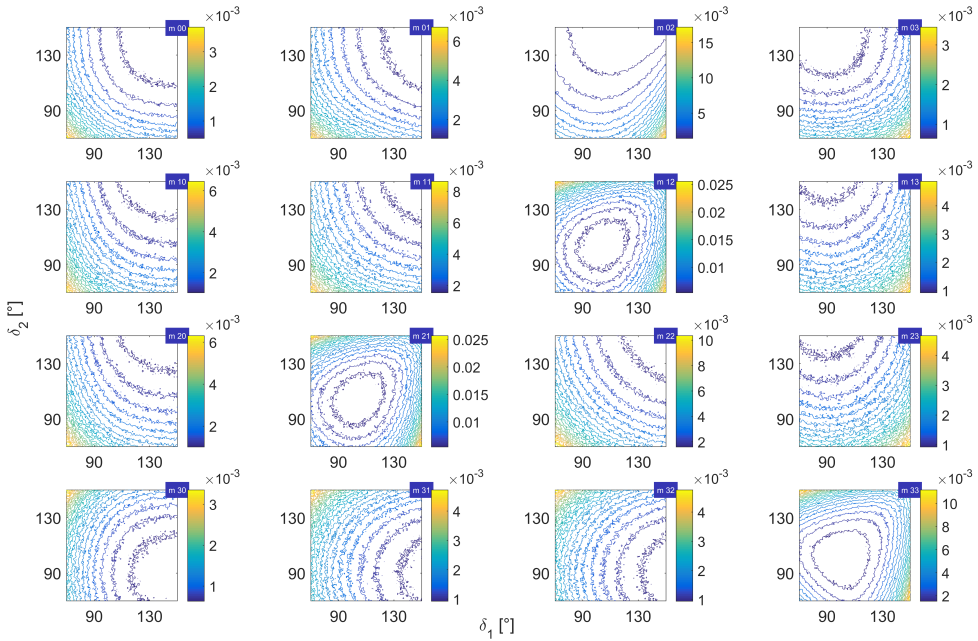 ×10⁻³ ×10⁻³ ×10⁻³ ×10⁻³
m 00 m 01 m 02 m 03
130 3 130 6 130 15 130 3
90 2 90 4 90 10 90 2
1 2 5 1
90 130 90 130 90 130 90 130
×10⁻³ ×10⁻³ ×10⁻³
m 10 m 11 m 12 m 13
130 6 130 8 130 0.025 130 4
0.02 3
90 4 90 6 90 0.015 90 2
2 4 0.01 1
2
90 130 90 130 90 130 90 130
δ₂ [°]
×10⁻³ ×10⁻³ ×10⁻³
m 20 m 21 m 22 m 23
130 6 130 0.025 130 10 130 4
0.02 8 3
90 4 90 0.015 90 6 90 2
2 0.01 4 1
2
90 130 90 130 90 130 90 130
×10⁻³ ×10⁻³ ×10⁻³ ×10⁻³
m 30 m 31 m 32 m 33
130 3 130 4 130 4 130 10
2 3 3 8
90 1 90 2 90 2 90 6
1 1 4
2
90 130 90 130 90 130 90 130
δ₁ [°]